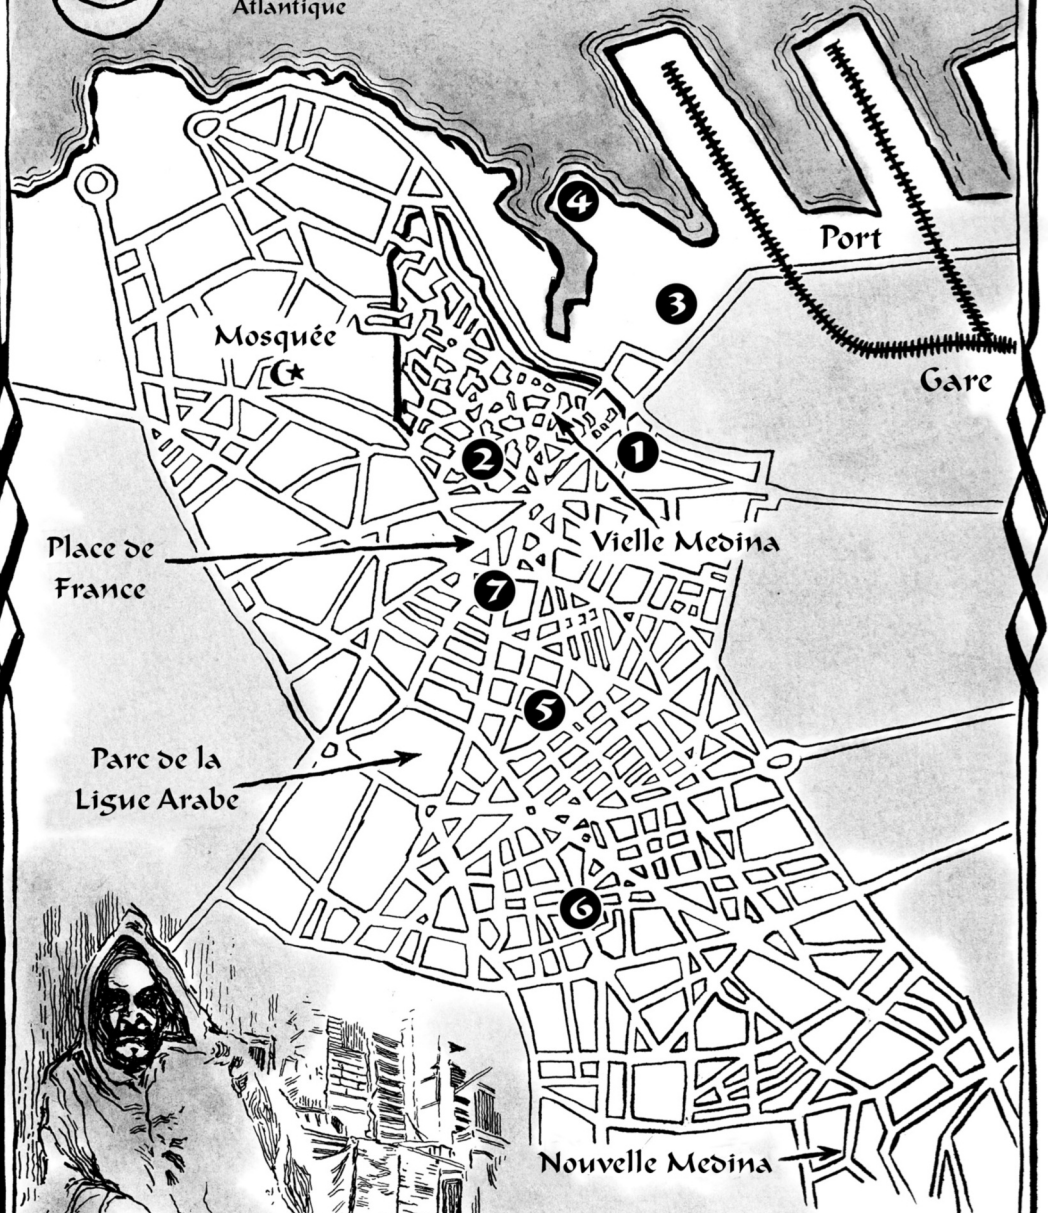 Atlantique
4
Port
3
Mosquée
Gare
2
1
Place de
France
Vielle Medina
7
5
Parc de la
Ligue Arabe
6
Nouvelle Medina